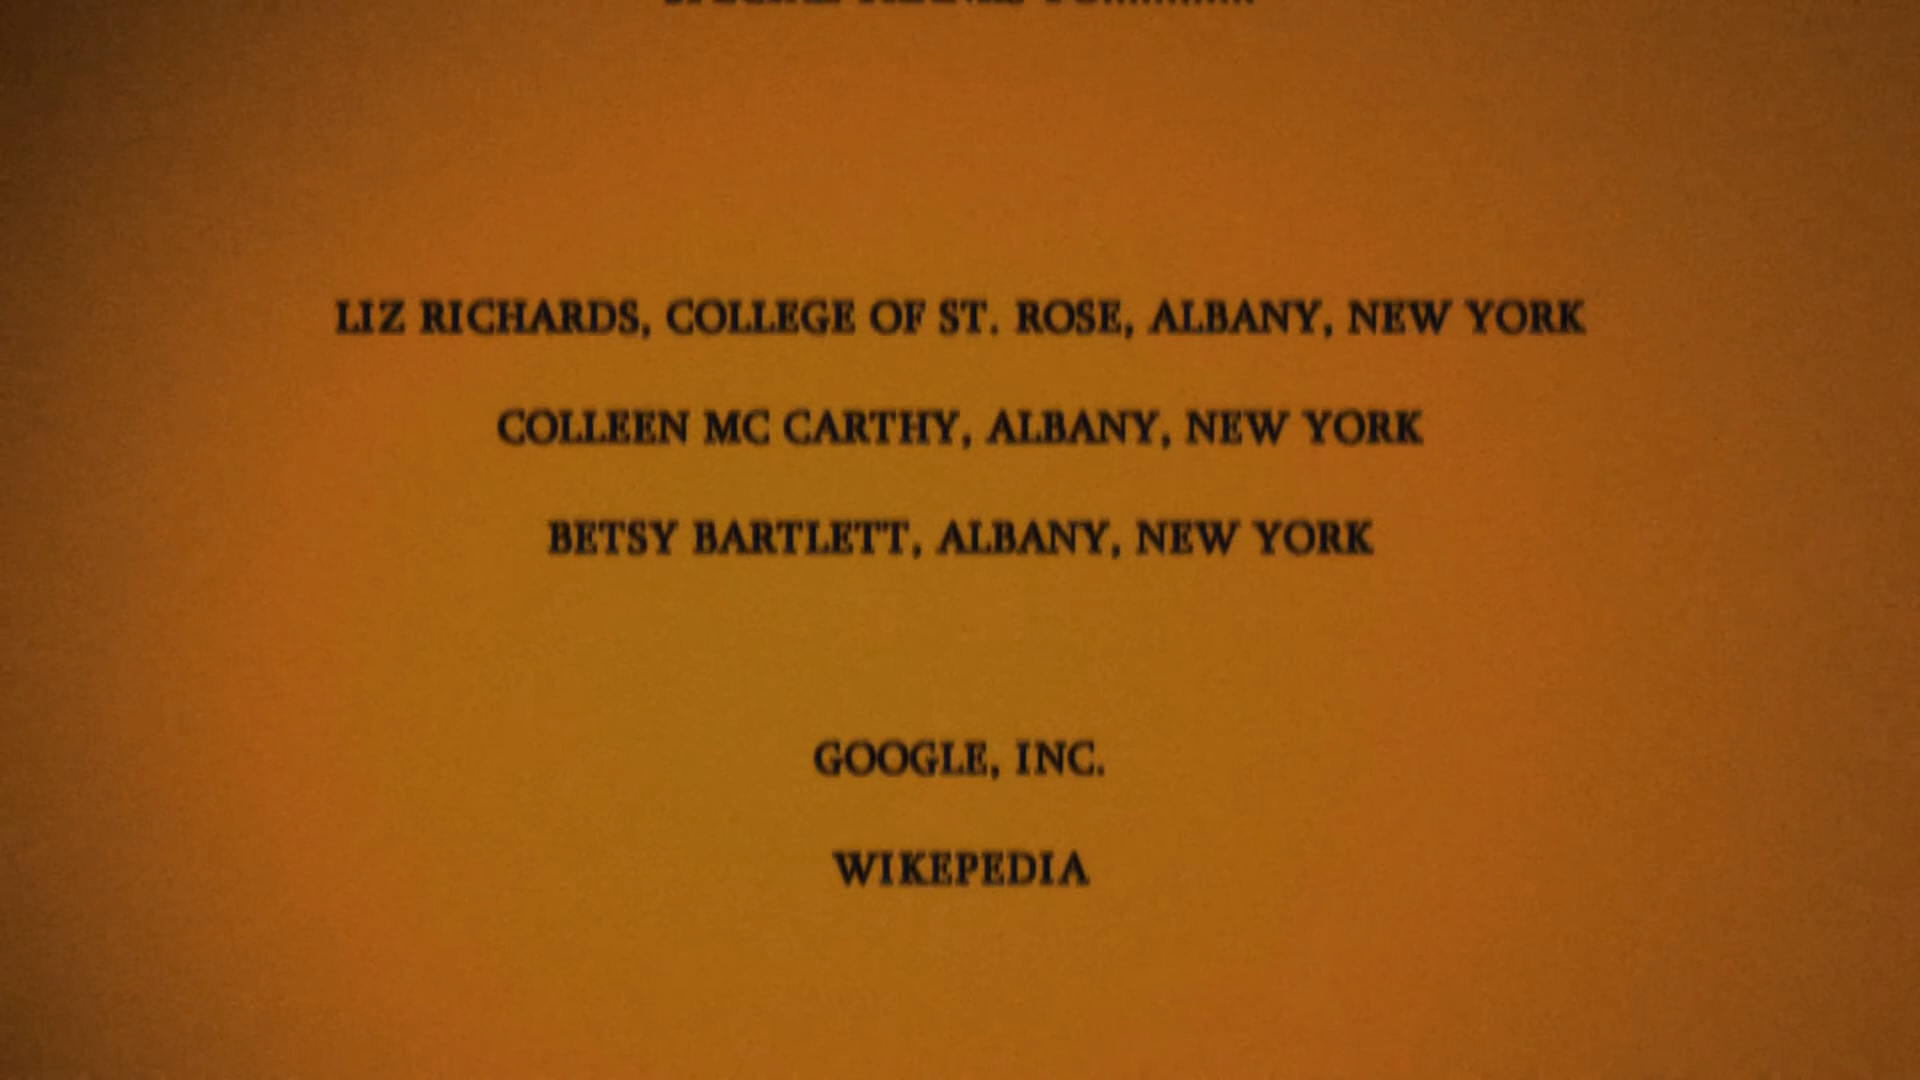 LIZ RICHARDS, COLLEGE OF ST. ROSE, ALBANY, NEW YORK
COLLEEN MC CARTHY, ALBANY, NEW YORK
BETSY BARTLETT, ALBANY, NEW YORK
GOOGLE, INC.
WIKEPEDIA